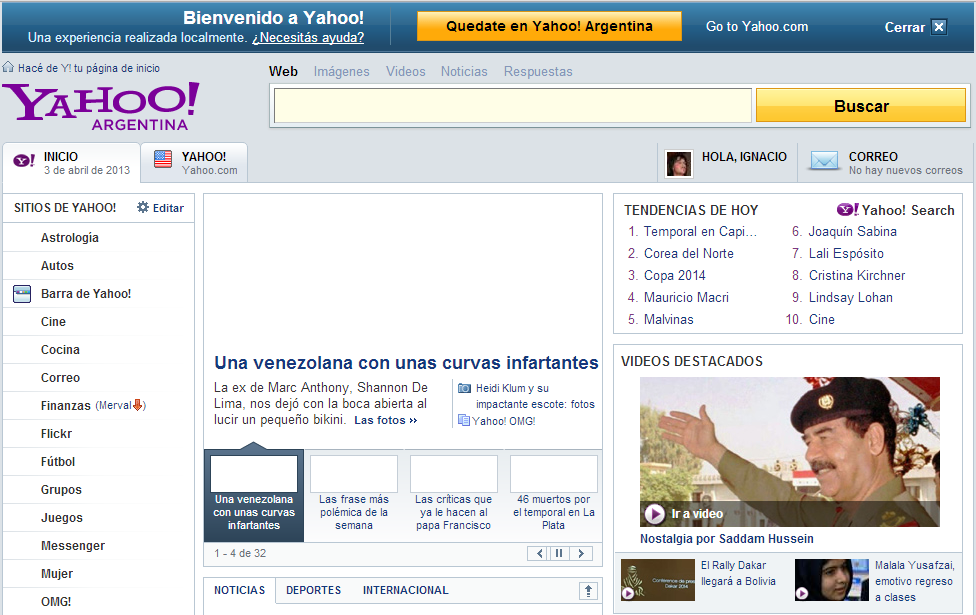 Bienvenido a Yahoo!
Una experiencia realizada localmente. ¿Necesitás ayuda?
Quedate en Yahoo! Argentina
Go to Yahoo.com
Cerrar
Hacé de Y! tu página de inicio
YAHOO!
ARGENTINA
Web Imágenes Videos Noticias Respuestas
Buscar
Y! INICIO
3 de abril de 2013
YAHOO!
Yahoo.com
HOLA, IGNACIO
CORREO
No hay nuevos correos
SITIOS DE YAHOO! Editar
Astrología
Autos
Barra de Yahoo!
Cine
Cocina
Correo
Finanzas (Merval)
Flickr
Fútbol
Grupos
Juegos
Messenger
Mujer
OMG!
Una venezolana con unas curvas infartantes
La ex de Marc Anthony, Shannon De
Lima, nos dejó con la boca abierta al
lucir un pequeño bikini. Las fotos »
Heidi Klum y su
impactante escote: fotos
Yahoo! OMG!
Una venezolana
con unas curvas
infartantes
Las frase más
polémica de la
semana
Las críticas que
ya le hacen al
papa Francisco
46 muertos por
el temporal en La
Plata
1 - 4 de 32
NOTICIAS DEPORTES INTERNACIONAL
TENDENCIAS DE HOY
Y! Yahoo! Search
1. Temporal en Capi...
2. Corea del Norte
3. Copa 2014
4. Mauricio Macri
5. Malvinas
6. Joaquín Sabina
7. Lali Espósito
8. Cristina Kirchner
9. Lindsay Lohan
10. Cine
VIDEOS DESTACADOS
Ir a video
Nostalgia por Saddam Hussein
Conference de pres
Dakar 2014
El Rally Dakar
llegará a Bolivia
Malala Yusafzai,
emotivo regreso
a clases